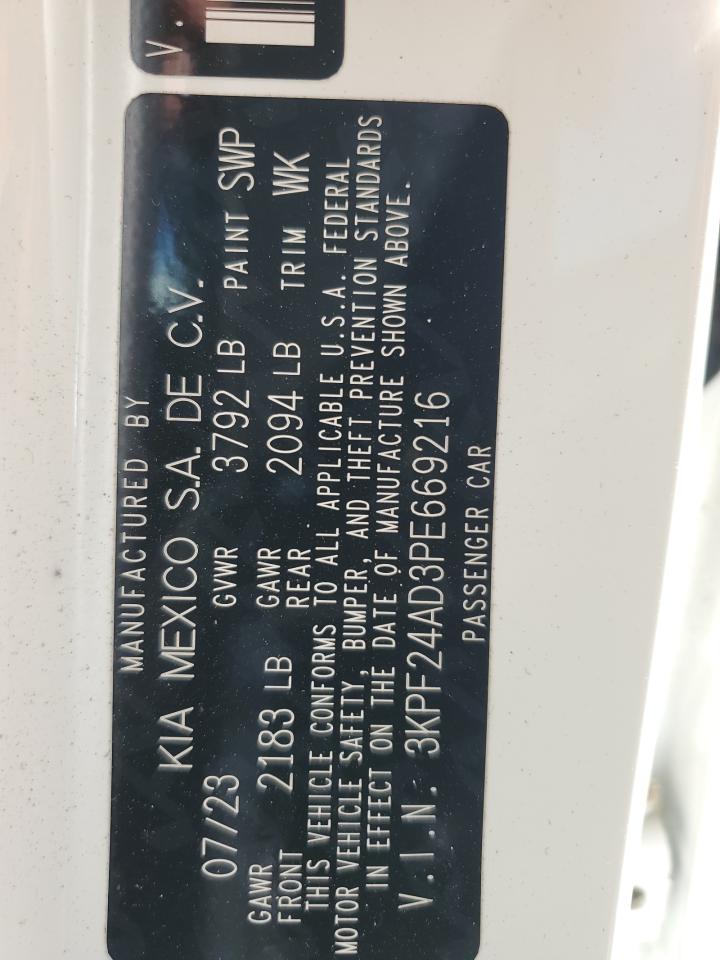 V.
MANUFACTURED BY
KIA MEXICO S.A. DE C.V.
07/23 GVWR 3792 LB PAINT SWP
GAWR FRONT 2183 LB GAWR REAR 2094 LB TRIM WK
THIS VEHICLE CONFORMS TO ALL APPLICABLE U.S.A. FEDERAL
MOTOR VEHICLE SAFETY, BUMPER, AND THEFT PREVENTION STANDARDS
IN EFFECT ON THE DATE OF MANUFACTURE SHOWN ABOVE.
V.I.N. 3KPF24AD3PE669216
PASSENGER CAR